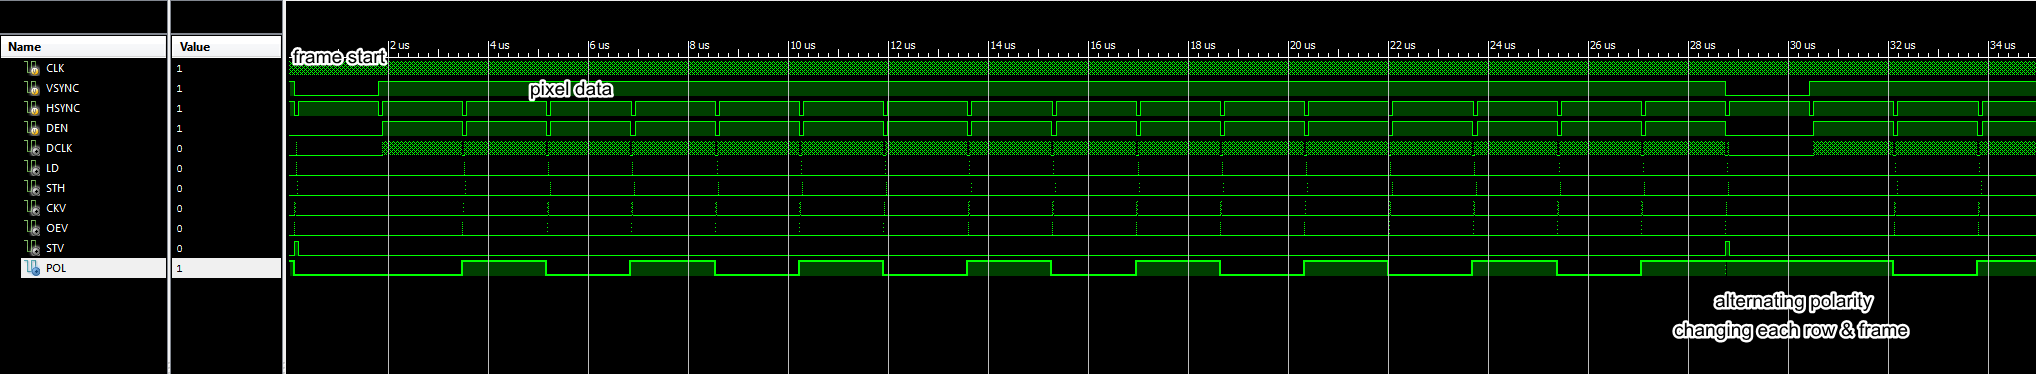 Name Value
2 us 4 us 6 us 8 us 10 us 12 us 14 us 16 us 18 us 20 us 22 us 24 us 26 us 28 us 30 us 32 us 34 us
frame start
CLK 1
VSYNC 1
pixel data
HSYNC 1
DEN 1
DCLK 0
LD 0
STH 0
CKV 0
OEV 0
STV 0
POL 1
alternating polarity
changing each row & frame